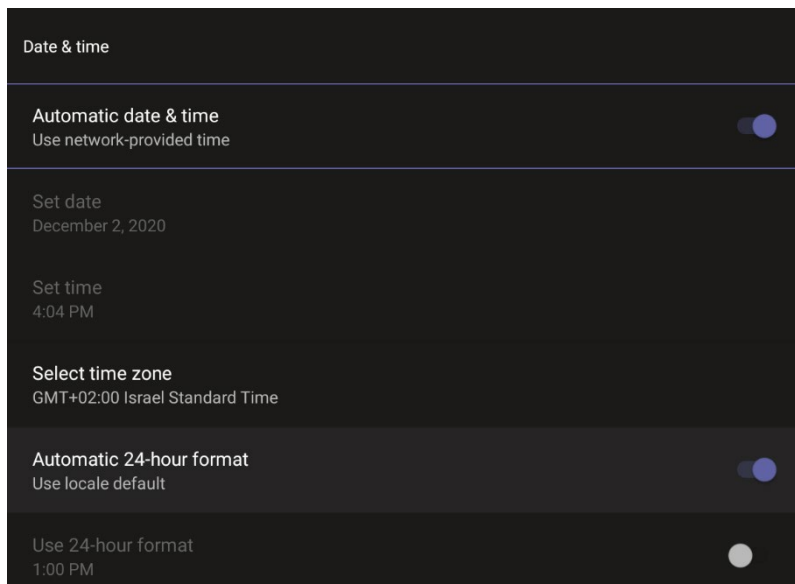 Date & time
Automatic date & time
Use network-provided time
Set date
December 2, 2020
Set time
4:04 PM
Select time zone
GMT+02:00 Israel Standard Time
Automatic 24-hour format
Use locale default
Use 24-hour format
1:00 PM